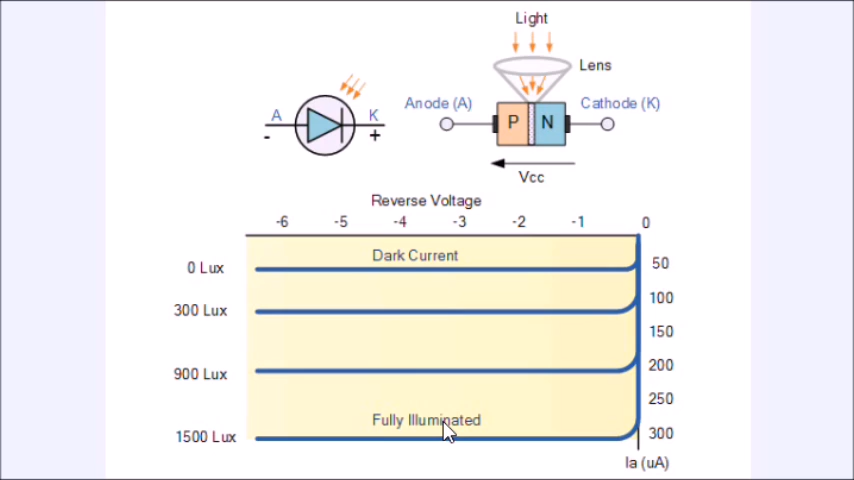 Light
Lens
A K
- +
Anode (A) Cathode (K)
P N
Vcc
Reverse Voltage
-6 -5 -4 -3 -2 -1 0
Dark Current
0 Lux 50
300 Lux 100
150
900 Lux 200
250
Fully Illuminated
1500 Lux 300
Ia (uA)